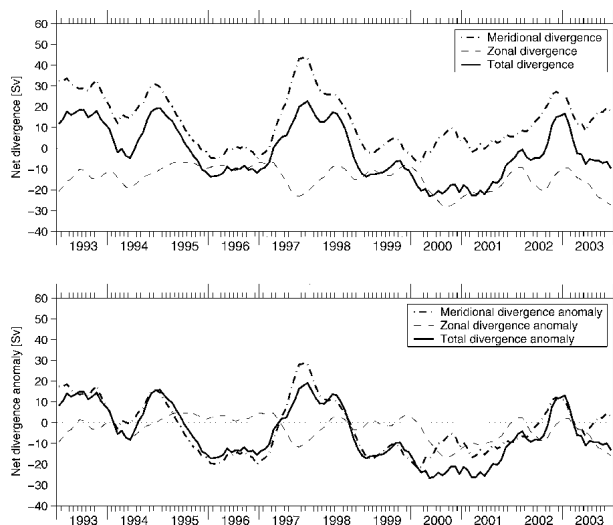 60
50
40
30
20
10
0
−10
−20
−30
−40
Net divergence [Sv]
Meridional divergence
Zonal divergence
Total divergence
1993 1994 1995 1996 1997 1998 1999 2000 2001 2002 2003
60
50
40
30
20
10
0
−10
−20
−30
−40
Net divergence anomaly [Sv]
Meridional divergence anomaly
Zonal divergence anomaly
Total divergence anomaly
1993 1994 1995 1996 1997 1998 1999 2000 2001 2002 2003